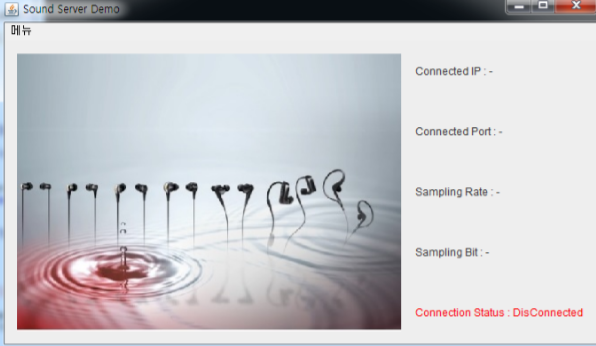 Sound Server Demo
메뉴
Connected IP : -
Connected Port : -
Sampling Rate : -
Sampling Bit : -
Connection Status : DisConnected